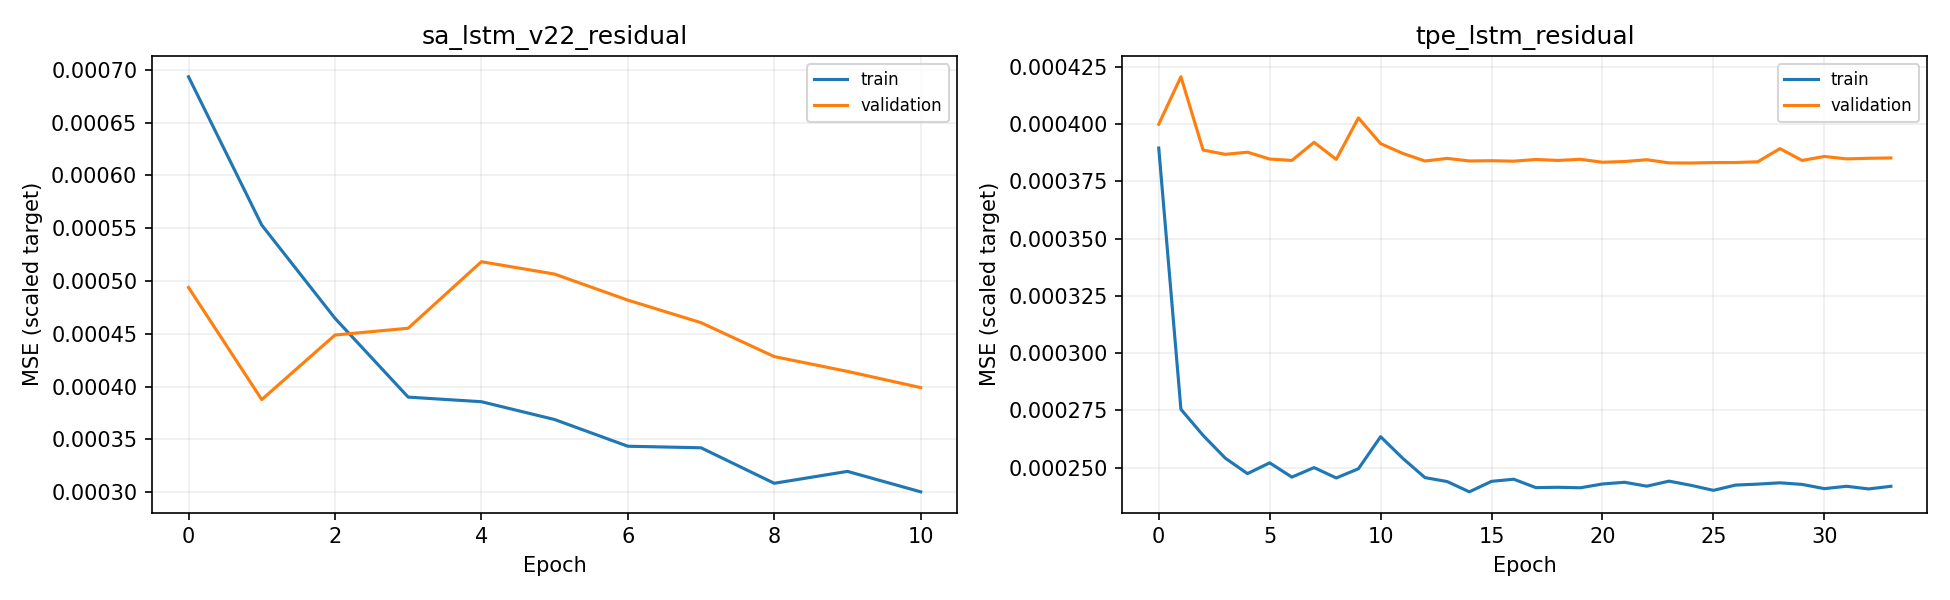 sa_lstm_v22_residual
MSE (scaled target)
0.00070
0.00065
0.00060
0.00055
0.00050
0.00045
0.00040
0.00035
0.00030
train
validation
0 2 4 6 8 10
Epoch
tpe_lstm_residual
MSE (scaled target)
0.000425
0.000400
0.000375
0.000350
0.000325
0.000300
0.000275
0.000250
train
validation
0 5 10 15 20 25 30
Epoch